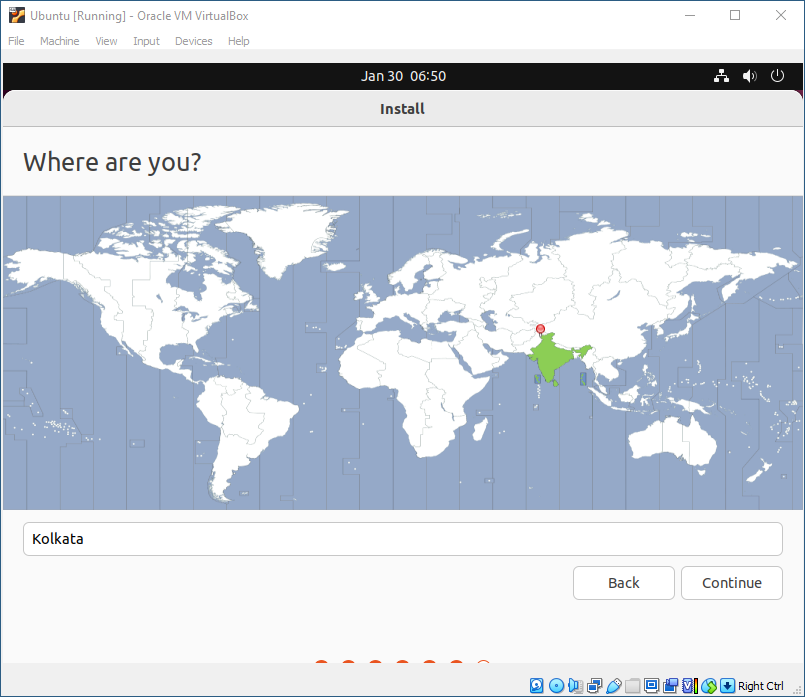 Ubuntu [Running] - Oracle VM VirtualBox
File Machine View Input Devices Help
Jan 30 06:50
Install
Where are you?
Kolkata
Back Continue
Right Ctrl